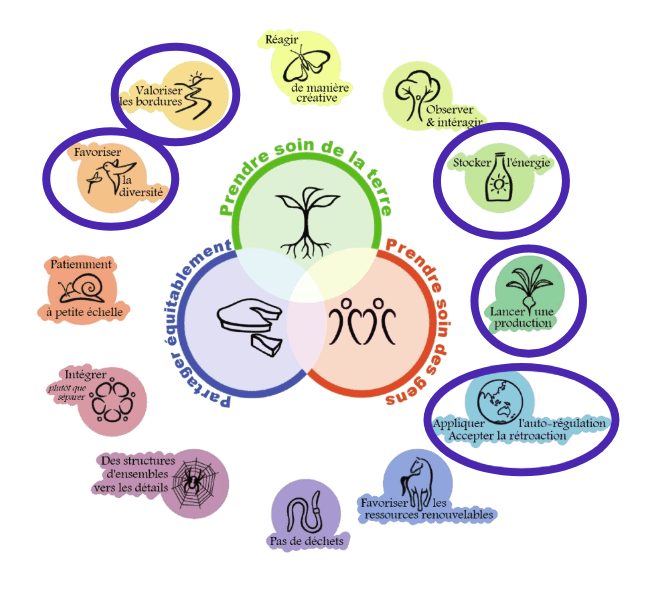 Réagir
de manière
créative
Observer
& intéragir
Stocker l'énergie
Lancer une
production
Appliquer l'auto-régulation
Accepter la rétroaction
Favoriser les
ressources renouvelables
Pas de déchets
Des structures
d'ensembles
vers les détails
Intégrer
plutôt que
séparer
Patiemment
à petite échelle
Favoriser
la
diversité
Valoriser
les bordures
Prendre soin de la terre
Prendre soin des gens
Partager équitablement